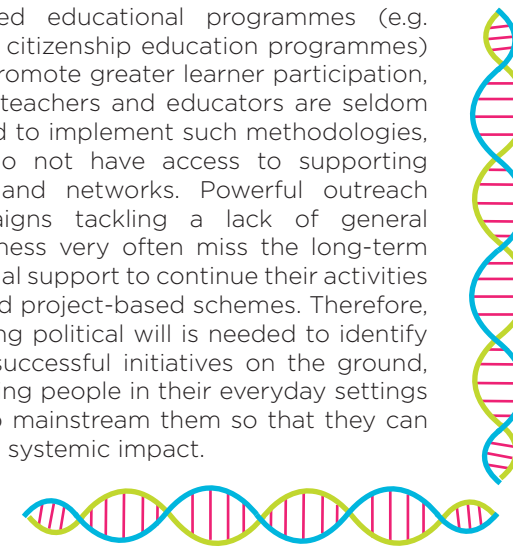 ed educational programmes (e.g.
citizenship education programmes)
romote greater learner participation,
teachers and educators are seldom
d to implement such methodologies,
o not have access to supporting
and networks. Powerful outreach
aigns tackling a lack of general
ness very often miss the long-term
al support to continue their activities
d project-based schemes. Therefore,
ng political will is needed to identify
successful initiatives on the ground,
ing people in their everyday settings
o mainstream them so that they can
systemic impact.